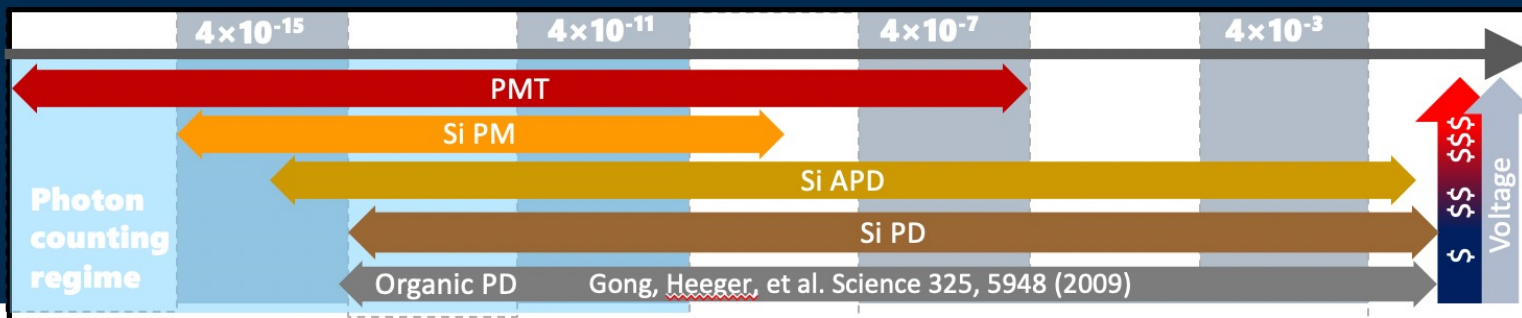 4×10⁻¹⁵ 4×10⁻¹¹ 4×10⁻⁷ 4×10⁻³
PMT
Si PM
Si APD
Si PD
Organic PD Gong, Heeger, et al. Science 325, 5948 (2009)
Photon
counting
regime
$ $$ $$$
Voltage